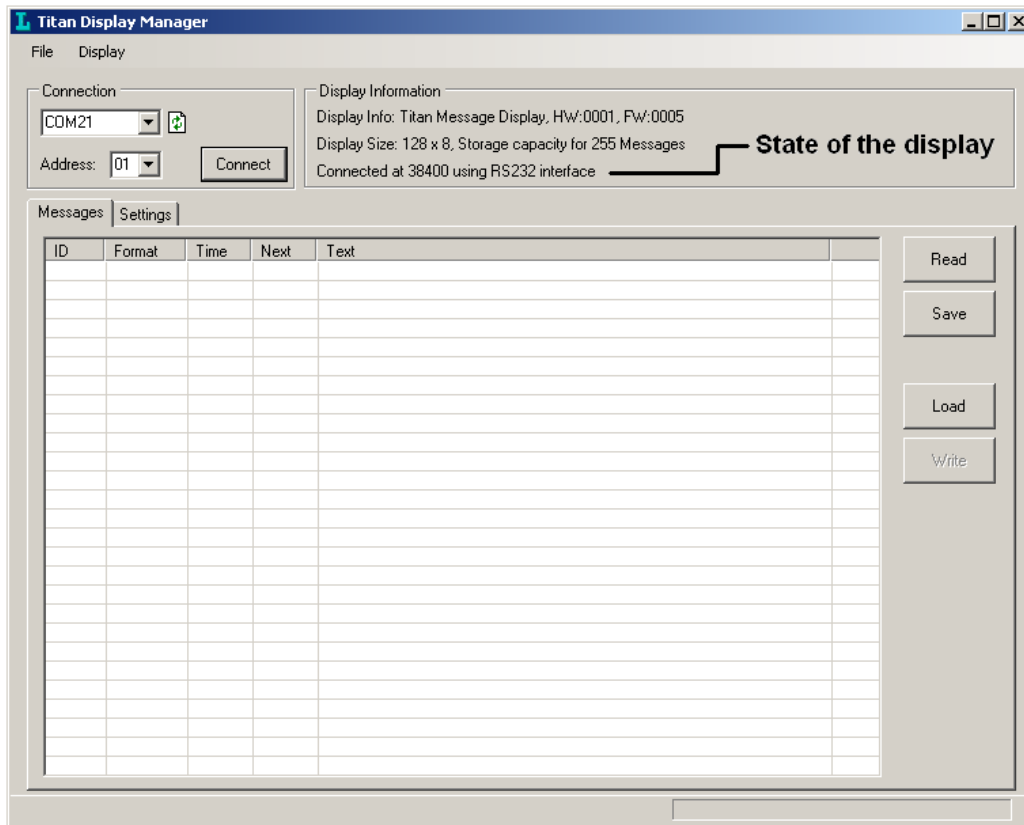 Titan Display Manager
File Display
Connection
COM21
Address: 01 Connect
Display Information
Display Info: Titan Message Display, HW:0001, FW:0005
Display Size: 128 x 8, Storage capacity for 255 Messages
Connected at 38400 using RS232 interface
State of the display
Messages Settings
ID Format Time Next Text
Read
Save
Load
Write